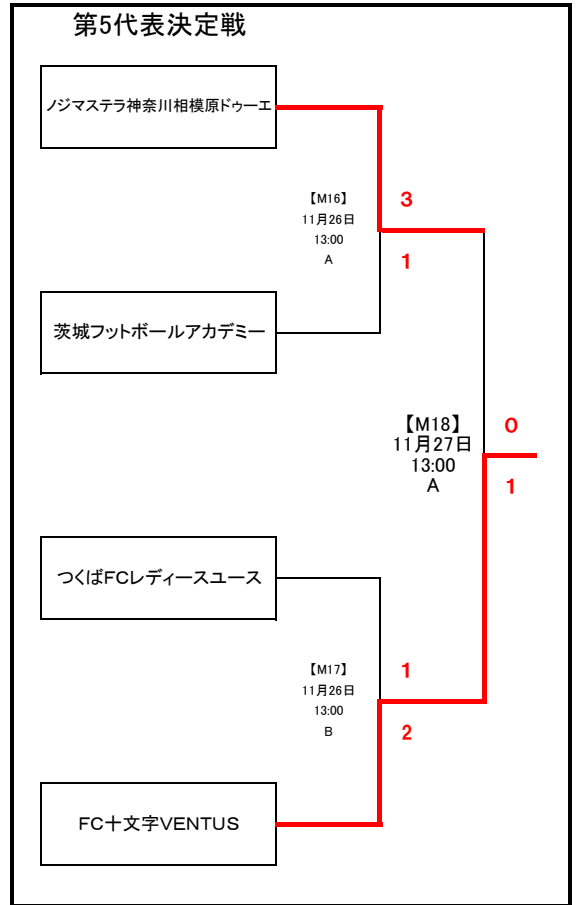 第5代表決定戦
ノジマステラ神奈川相模原ドゥーエ
【M16】
11月26日
13:00
A
3
1
茨城フットボールアカデミー
【M18】
11月27日
13:00
A
0
1
つくばFCレディースユース
【M17】
11月26日
13:00
B
1
2
FC十文字VENTUS